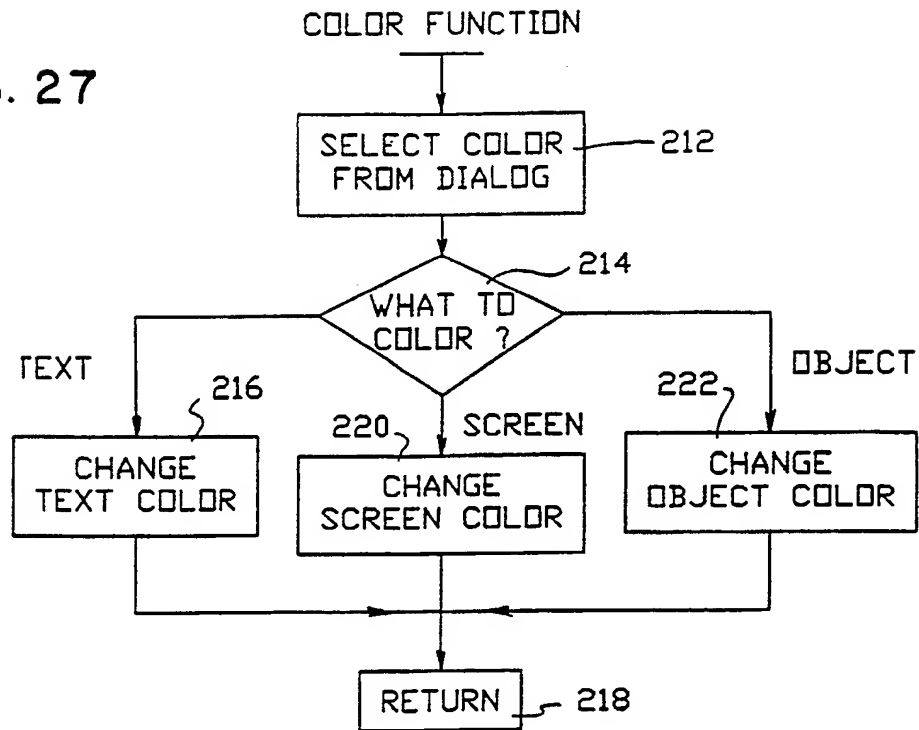 COLOR FUNCTION
. 27
SELECT COLOR
FROM DIALOG
212
214
WHAT TO
COLOR ?
TEXT
OBJECT
216
220
SCREEN
222
CHANGE
TEXT COLOR
CHANGE
SCREEN COLOR
CHANGE
OBJECT COLOR
RETURN
218